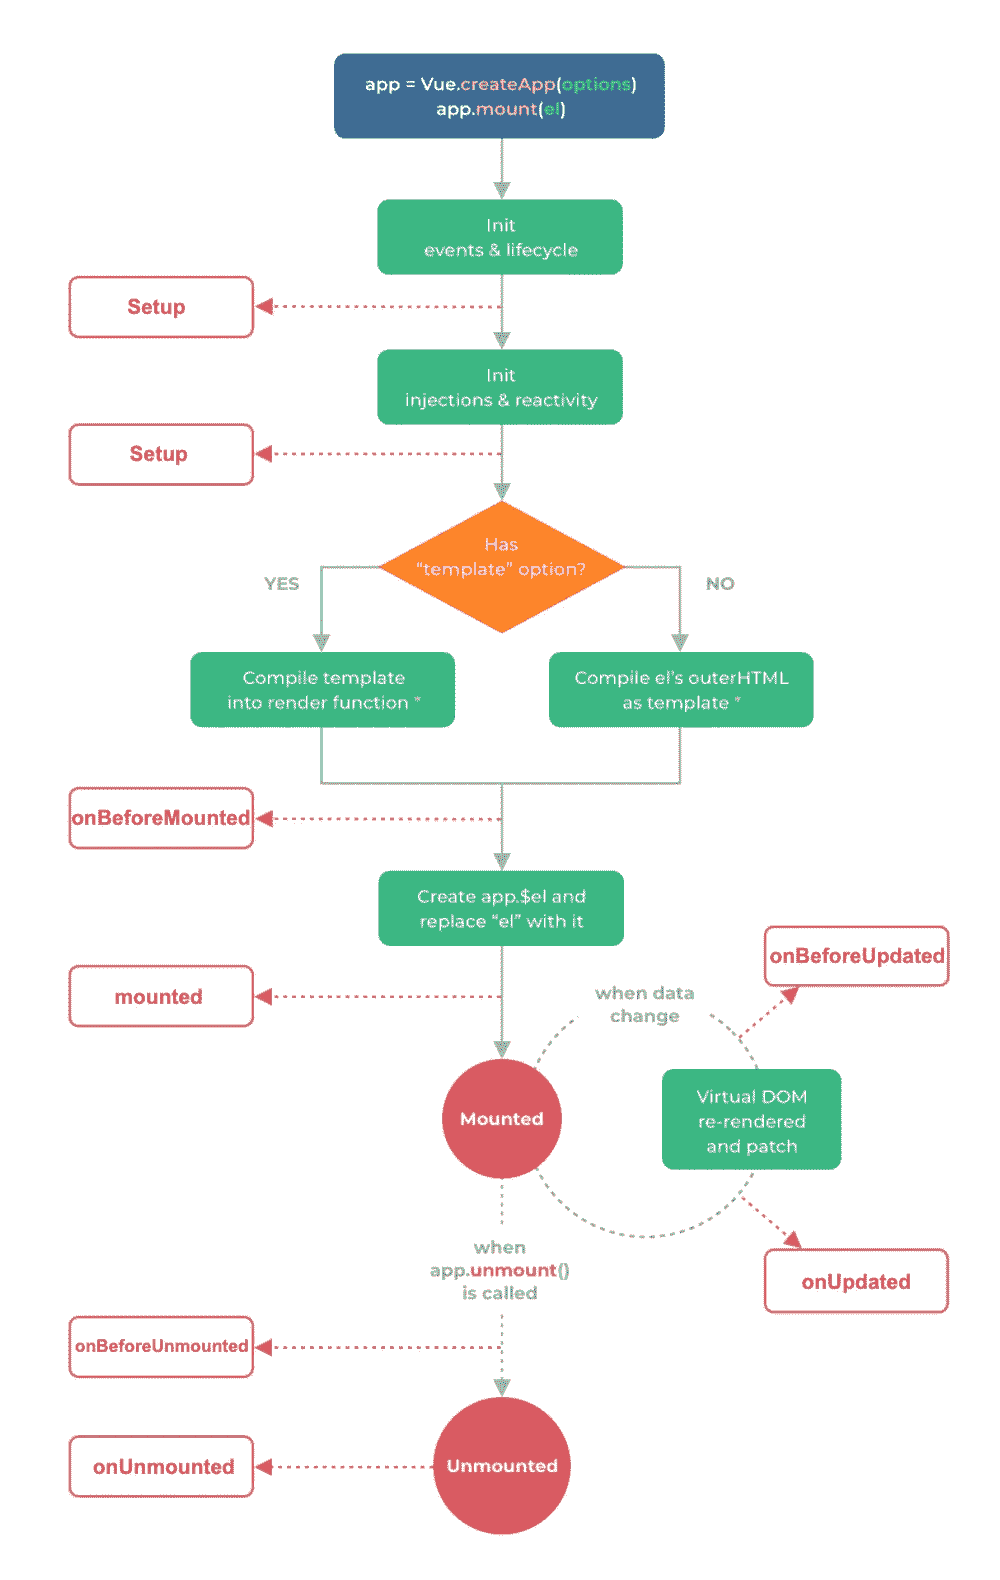 app = Vue.createApp(options)
app.mount(el)
Init
events & lifecycle
Setup
Init
injections & reactivity
Setup
Has
“template” option?
YES
NO
Compile template
into render function *
Compile el’s outerHTML
as template *
onBeforeMounted
Create app.$el and
replace “el” with it
onBeforeUpdated
mounted
when data
change
Mounted
Virtual DOM
re-rendered
and patch
when
app.unmount()
is called
onUpdated
onBeforeUnmounted
onUnmounted
Unmounted